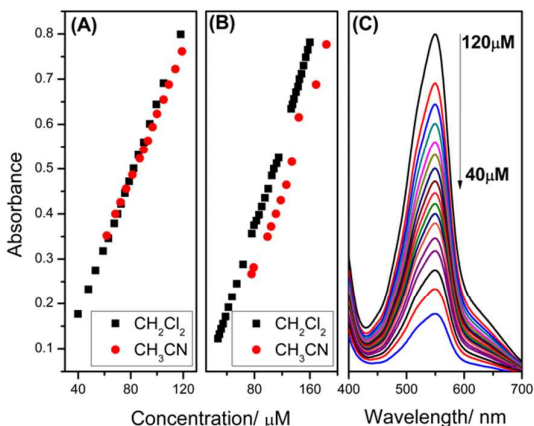 (A)
(B)
(C)
Absorbance
0.8
0.7
0.6
0.5
0.4
0.3
0.2
0.1
CH2Cl2
CH3CN
40 80 120
CH2Cl2
CH3CN
80 160
120μM
40μM
400 500 600 700
Concentration/ μM
Wavelength/ nm